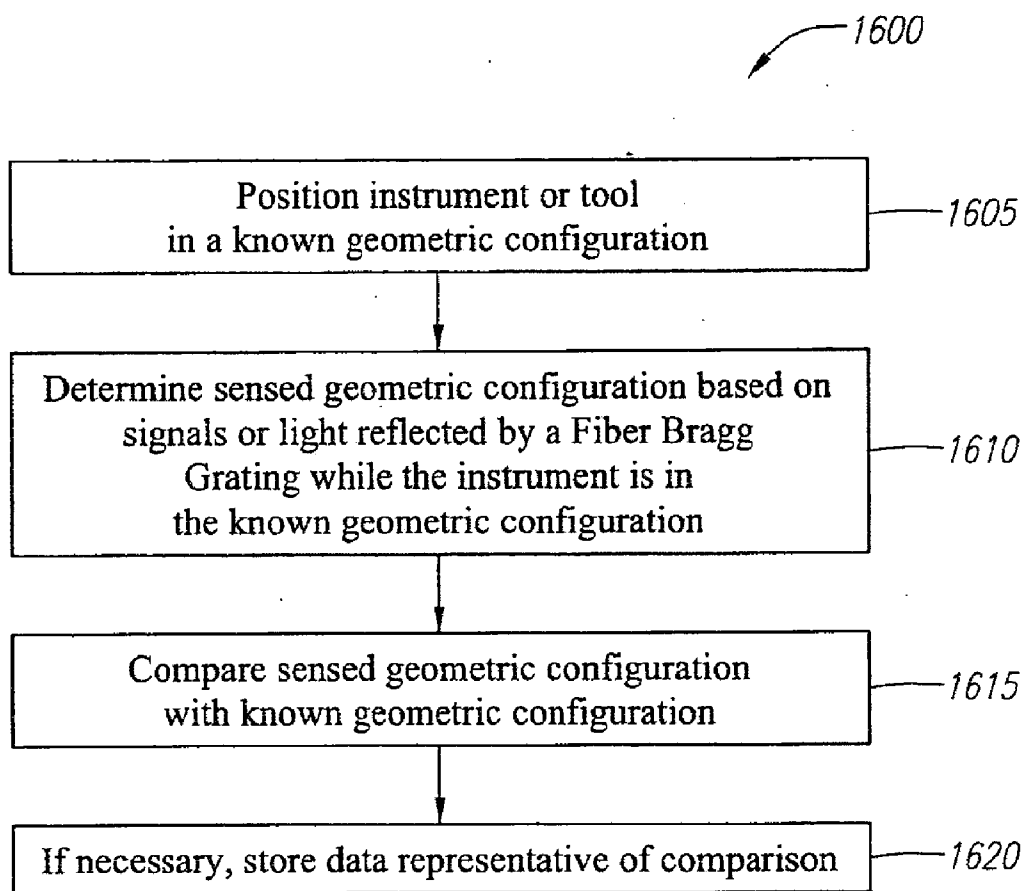 1600
Position instrument or tool
in a known geometric configuration
1605
Determine sensed geometric configuration based on
signals or light reflected by a Fiber Bragg
Grating while the instrument is in
the known geometric configuration
1610
Compare sensed geometric configuration
with known geometric configuration
1615
If necessary, store data representative of comparison
1620